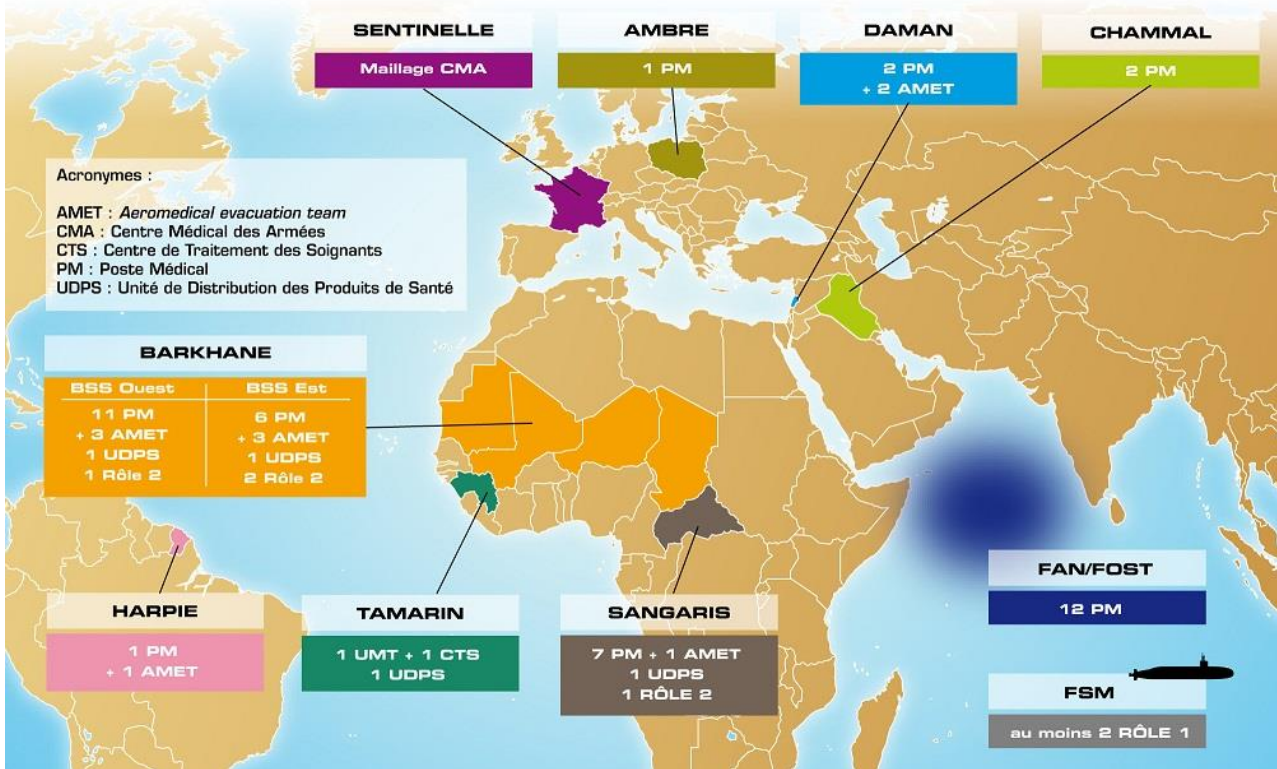 SENTINELLE
Maillage CMA
AMBRE
1 PM
DAMAN
2 PM
+ 2 AMET
CHAMMAL
2 PM
Acronymes :
AMET : Aeromedical evacuation team
CMA : Centre Médical des Armées
CTS : Centre de Traitement des Soignants
PM : Poste Médical
UDPS : Unité de Distribution des Produits de Santé
BARKHANE
BSS Ouest
11 PM
+ 3 AMET
1 UDPS
1 Rôle 2
BSS Est
6 PM
+ 3 AMET
1 UDPS
2 Rôle 2
HARPIE
1 PM
+ 1 AMET
TAMARIN
1 UMT + 1 CTS
1 UDPS
SANGARIS
7 PM + 1 AMET
1 UDPS
1 RÔLE 2
FAN/FOST
12 PM
FSM
au moins 2 RÔLE 1